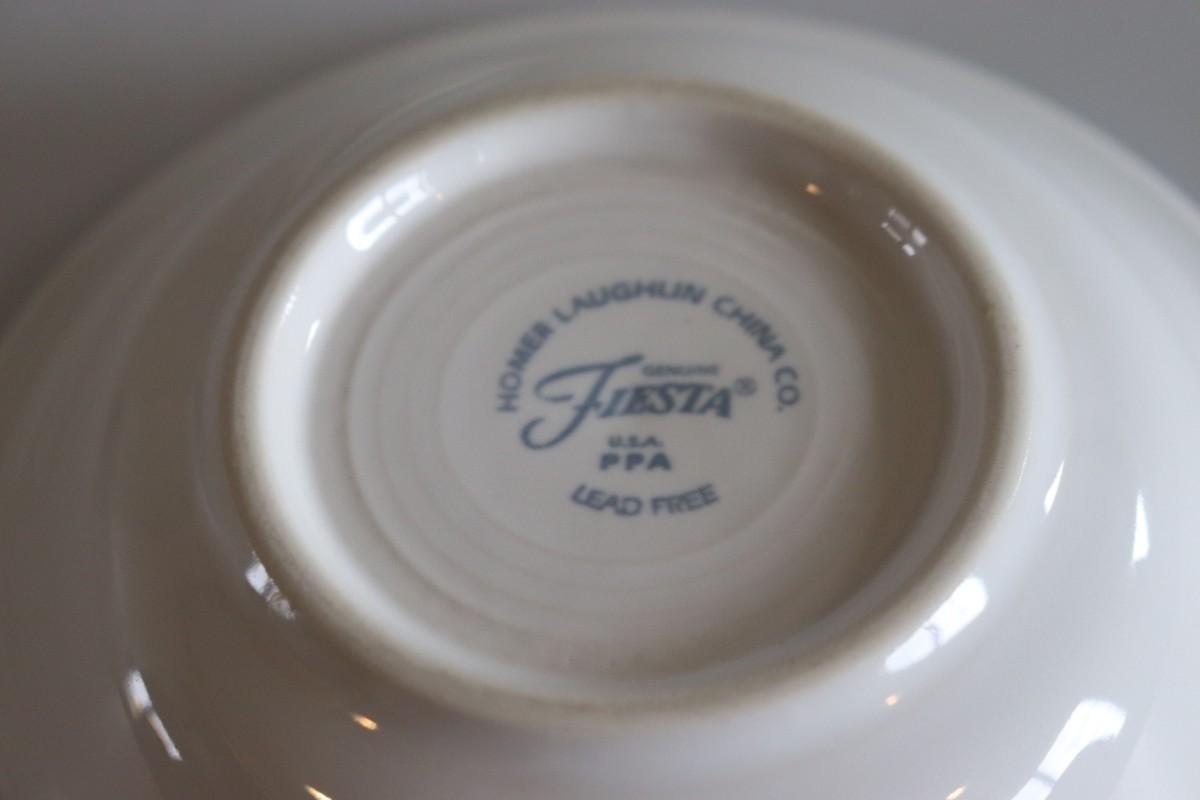 HOMER LAUGHLIN CHINA CO.
GENUINE
FIESTA®
U.S.A.
PPA
LEAD FREE